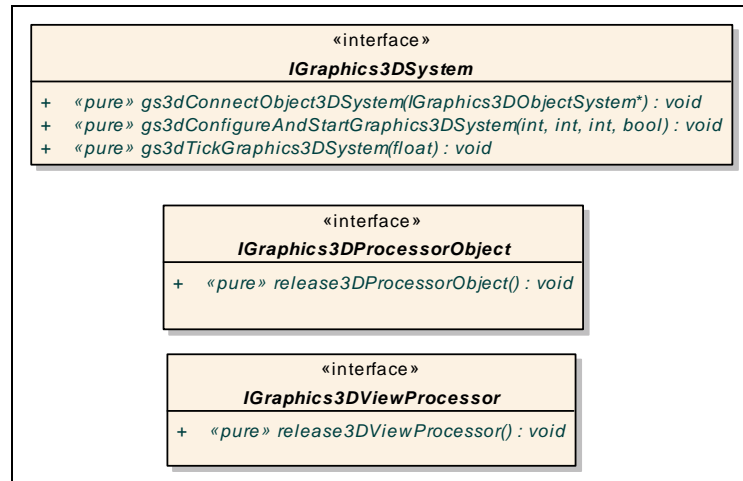 «interface»
IGraphics3DSystem
+ «pure» gs3dConnectObject3DSystem(IGraphics3DObjectSystem*) : void
+ «pure» gs3dConfigureAndStartGraphics3DSystem(int, int, int, bool) : void
+ «pure» gs3dTickGraphics3DSystem(float) : void
«interface»
IGraphics3DProcessorObject
+ «pure» release3DProcessorObject() : void
«interface»
IGraphics3DViewProcessor
+ «pure» release3DViewProcessor() : void